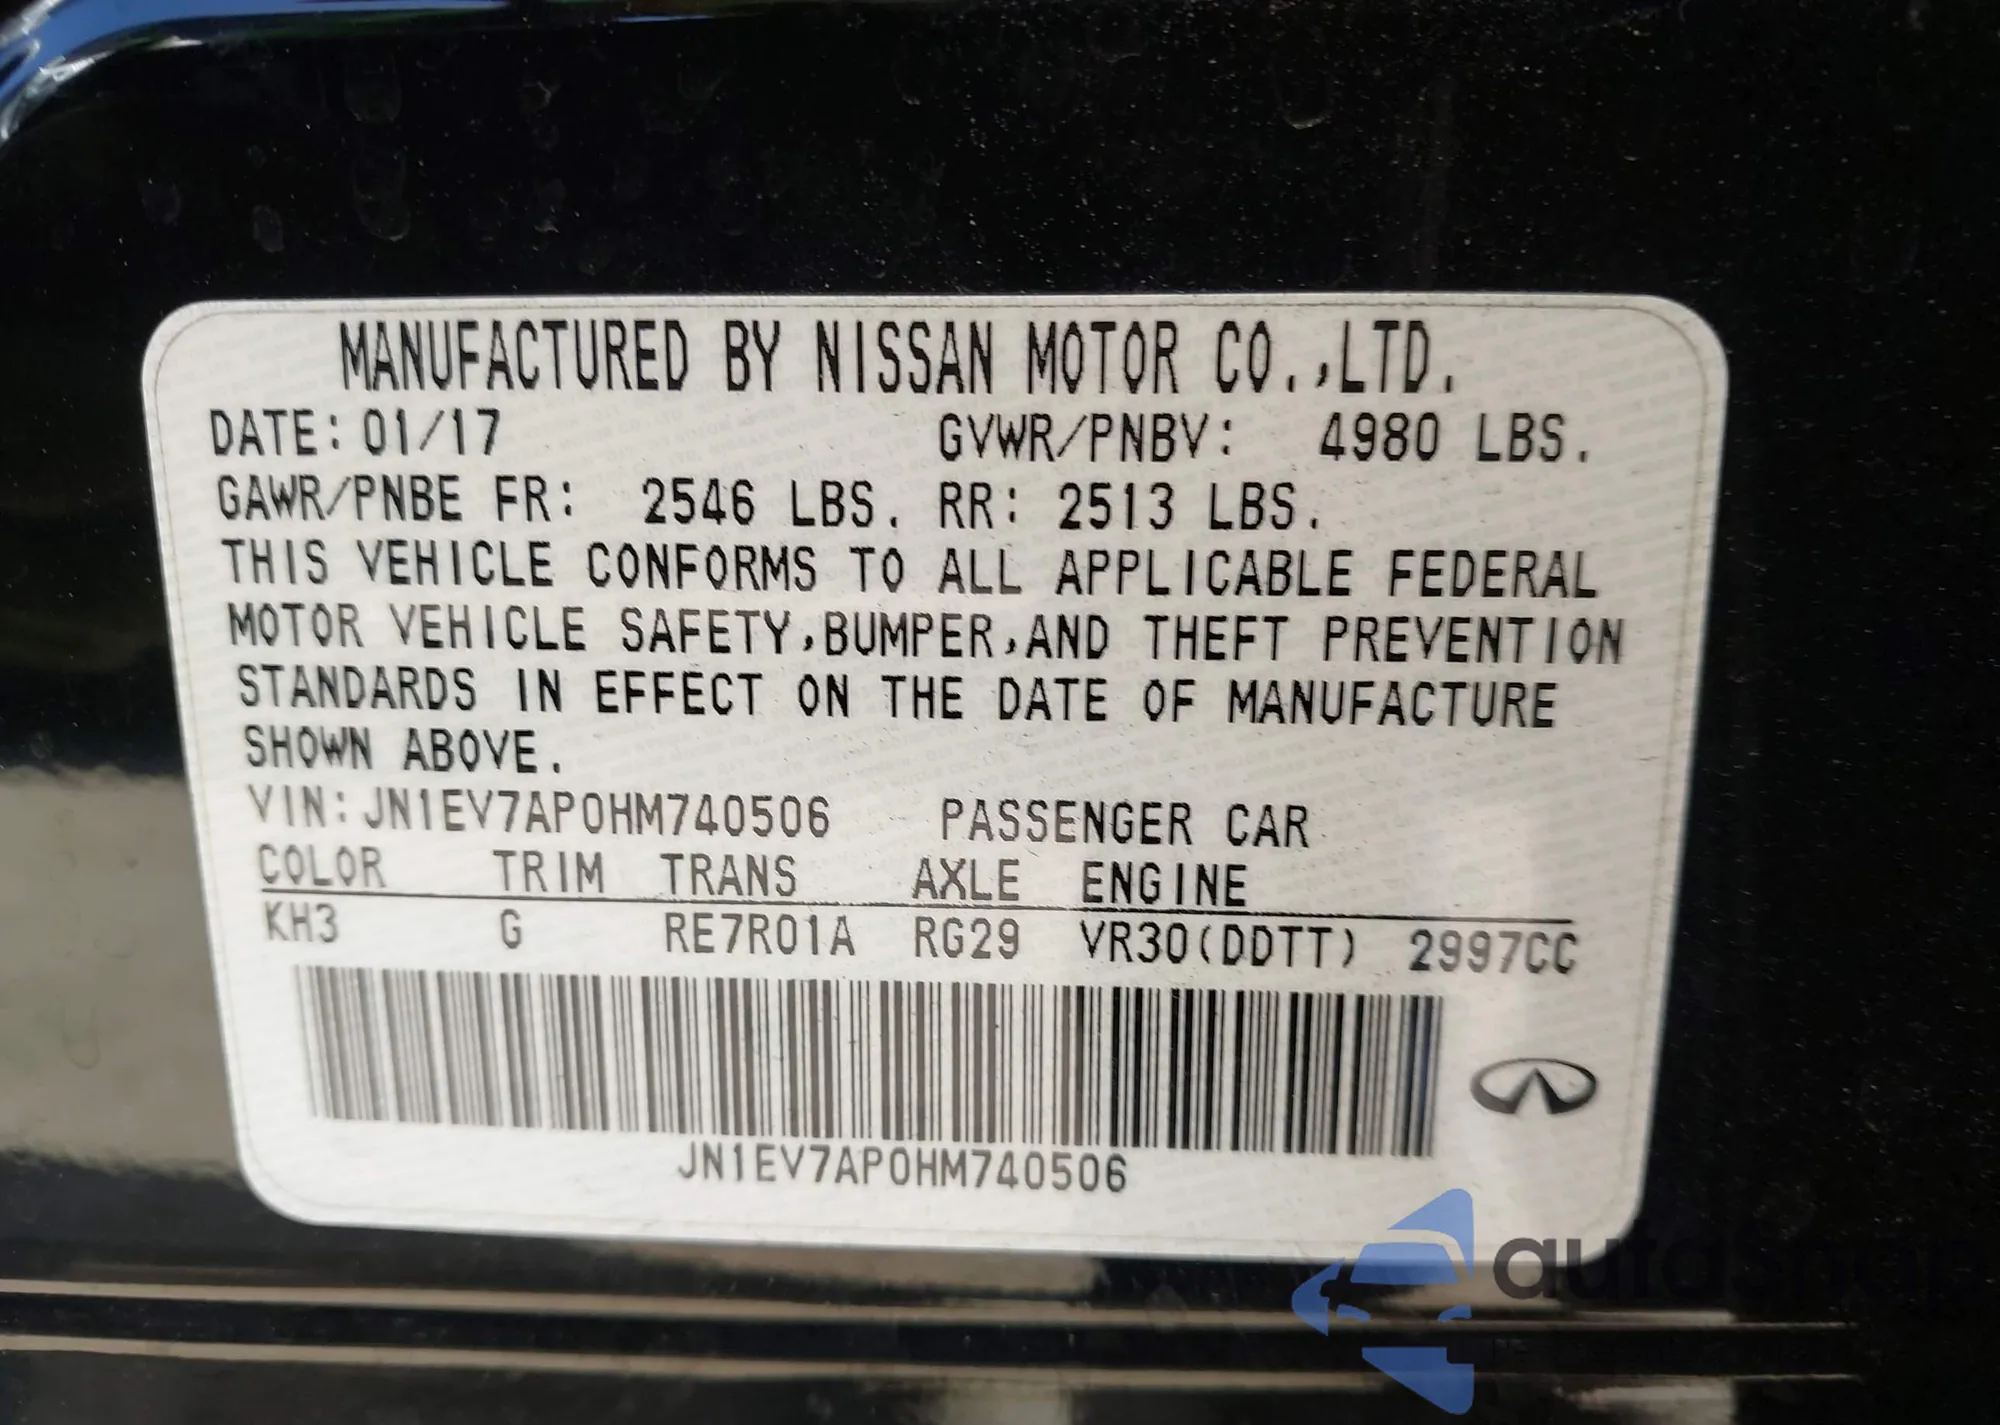 MANUFACTURED BY NISSAN MOTOR CO.,LTD.
DATE: 01/17 GVWR/PNBV: 4980 LBS.
GAWR/PNBE FR: 2546 LBS. RR: 2513 LBS.
THIS VEHICLE CONFORMS TO ALL APPLICABLE FEDERAL
MOTOR VEHICLE SAFETY,BUMPER,AND THEFT PREVENTION
STANDARDS IN EFFECT ON THE DATE OF MANUFACTURE
SHOWN ABOVE.
VIN:JN1EV7AP0HM740506 PASSENGER CAR
COLOR TRIM TRANS AXLE ENGINE
KH3 G RE7R01A RG29 VR30(DDTT) 2997CC
JN1EV7AP0HM740506